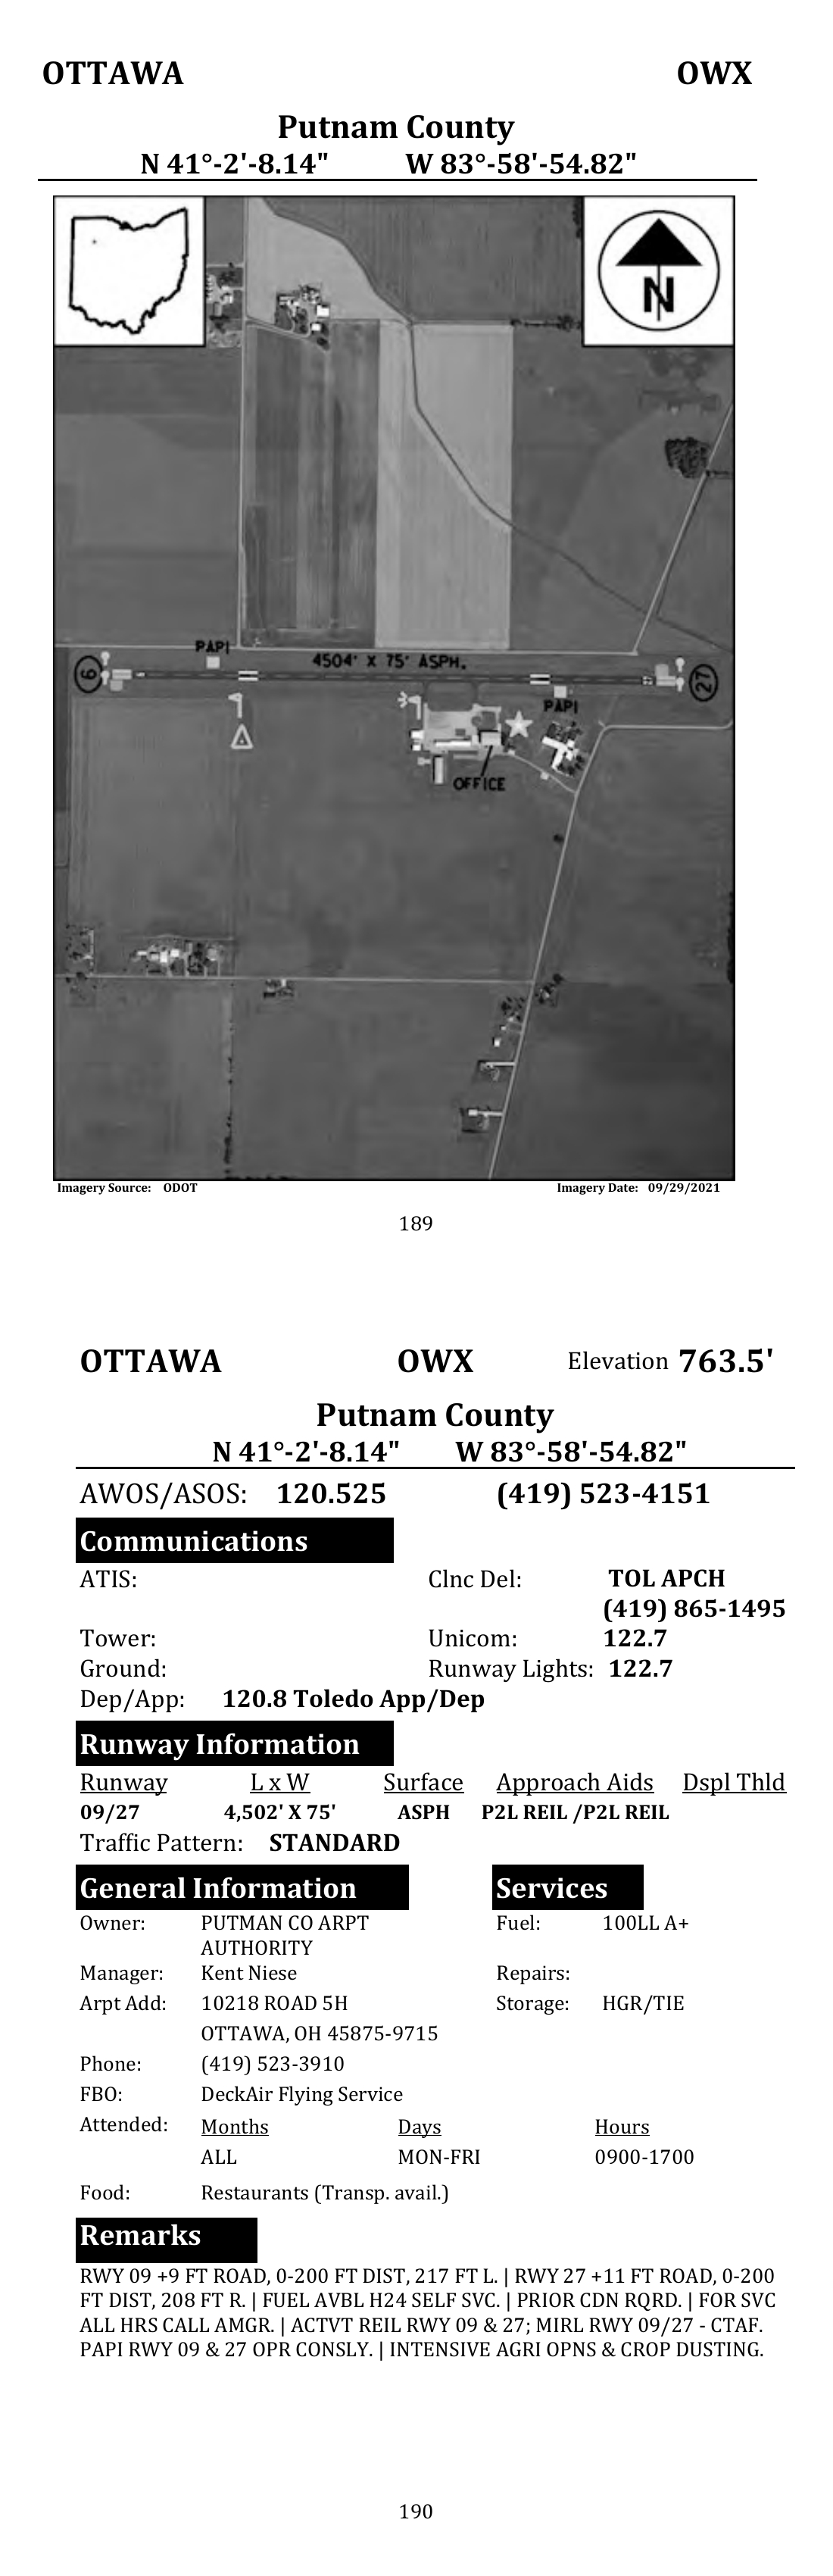 OTTAWA OWX
Putnam County
N 41°-2'-8.14" W 83°-58'-54.82"
N
PAPI
4504' X 75' ASPH.
9
27
PAPI
OFFICE
Imagery Source: ODOT Imagery Date: 09/29/2021
189
OTTAWA OWX Elevation 763.5'
Putnam County
N 41°-2'-8.14" W 83°-58'-54.82"
AWOS/ASOS: 120.525 (419) 523-4151
Communications
ATIS: Clnc Del: TOL APCH
(419) 865-1495
Tower: Unicom: 122.7
Ground: Runway Lights: 122.7
Dep/App: 120.8 Toledo App/Dep
Runway Information
Runway L x W Surface Approach Aids Dspl Thld
09/27 4,502' X 75' ASPH P2L REIL /P2L REIL
Traffic Pattern: STANDARD
General Information Services
Owner: PUTMAN CO ARPT Fuel: 100LL A+
AUTHORITY
Manager: Kent Niese Repairs:
Arpt Add: 10218 ROAD 5H Storage: HGR/TIE
OTTAWA, OH 45875-9715
Phone: (419) 523-3910
FBO: DeckAir Flying Service
Attended: Months Days Hours
ALL MON-FRI 0900-1700
Food: Restaurants (Transp. avail.)
Remarks
RWY 09 +9 FT ROAD, 0-200 FT DIST, 217 FT L. | RWY 27 +11 FT ROAD, 0-200
FT DIST, 208 FT R. | FUEL AVBL H24 SELF SVC. | PRIOR CDN RQRD. | FOR SVC
ALL HRS CALL AMGR. | ACTVT REIL RWY 09 & 27; MIRL RWY 09/27 - CTAF.
PAPI RWY 09 & 27 OPR CONSLY. | INTENSIVE AGRI OPNS & CROP DUSTING.
190